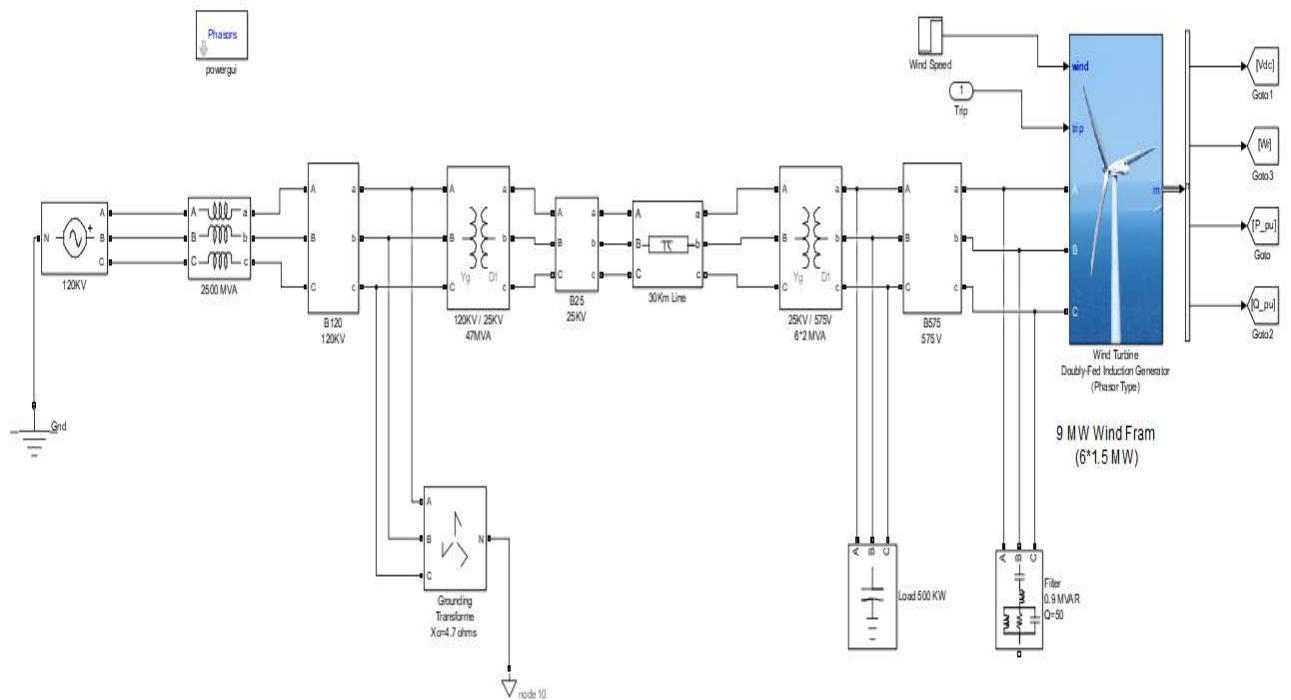 Phasors
powergui
Wind Speed
1
Trip
wind
trip
A
B
C
m
[Vdc]
Goto1
[Wr]
Goto3
[P_pu]
Goto
[Q_pu]
Goto2
Wind Turbine
Doubly-Fed Induction Generator
(Phasor Type)
9 MW Wind Fram
(6*1.5 MW)
N
A
B
C
120KV
A
B
C
a
b
c
2500 MVA
A
B
C
a
b
c
B120
120KV
A
B
C
a
b
c
Yg
D1
120KV / 25KV
47MVA
A
B
C
a
b
c
B25
25KV
A
B
C
a
b
c
30Km Line
A
B
C
a
b
c
Yg
D1
25KV / 575V
6*2 MVA
A
B
C
a
b
c
B575
575 V
Gnd
A
B
C
N
Grounding
Transforme
Xo=4.7 ohms
node 10
A
B
C
Load 500 KW
A
B
C
Filter
0.9 MVAR
Q=50